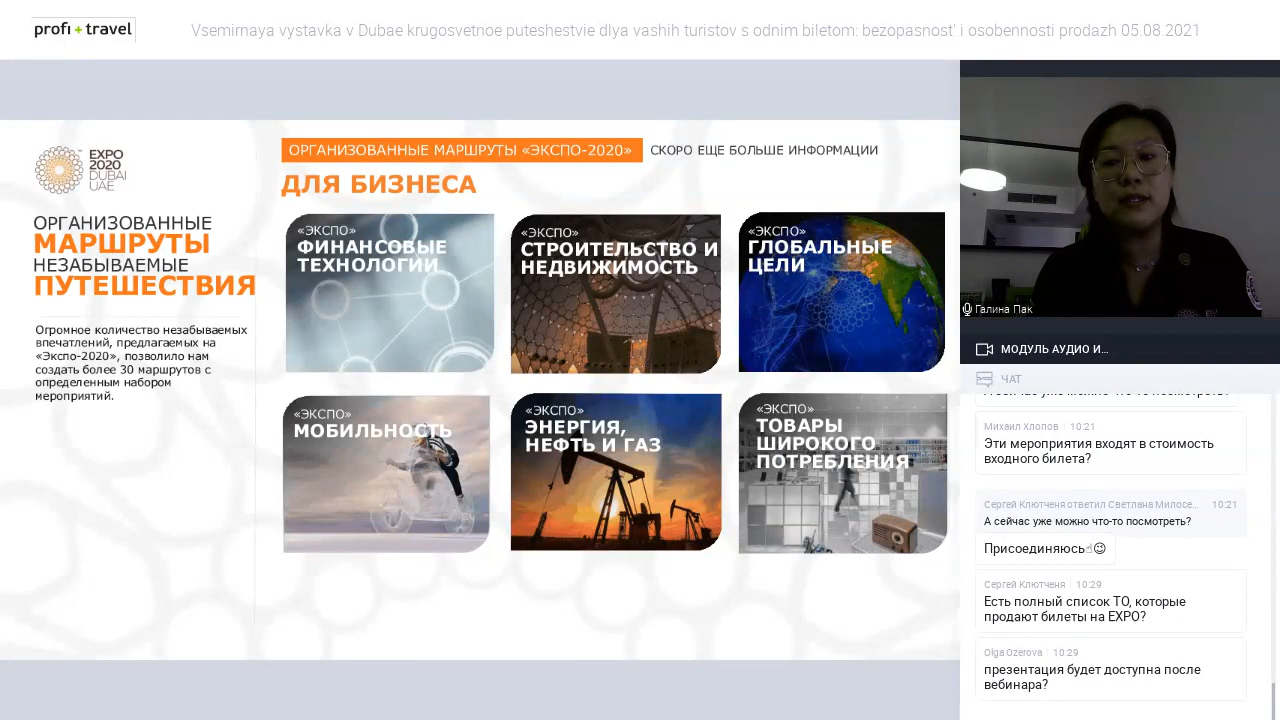 profi + travel
Vsemirnaya vystavka v Dubae krugosvetnoe puteshestvie dlya vashih turistov s odnim biletom: bezopasnost' i osobennosti prodazh 05.08.2021
EXPO
2020
DUBAI
UAE
ОРГАНИЗОВАННЫЕ
МАРШРУТЫ
НЕЗАБЫВАЕМЫЕ
ПУТЕШЕСТВИЯ
Огромное количество незабываемых
впечатлений, предлагаемых на
«Экспо-2020», позволило нам
создать более 30 маршрутов с
определенным набором
мероприятий.
ОРГАНИЗОВАННЫЕ МАРШРУТЫ «ЭКСПО-2020» СКОРО ЕЩЕ БОЛЬШЕ ИНФОРМАЦИИ
ДЛЯ БИЗНЕСА
«ЭКСПО»
ФИНАНСОВЫЕ
ТЕХНОЛОГИИ
«ЭКСПО»
СТРОИТЕЛЬСТВО И
НЕДВИЖИМОСТЬ
«ЭКСПО»
ГЛОБАЛЬНЫЕ
ЦЕЛИ
«ЭКСПО»
МОБИЛЬНОСТЬ
«ЭКСПО»
ЭНЕРГИЯ,
НЕФТЬ И ГАЗ
«ЭКСПО»
ТОВАРЫ
ШИРОКОГО
ПОТРЕБЛЕНИЯ
Галина Пак
МОДУЛЬ АУДИО И...
ЧАТ
Михаил Хлопов 10:21
Эти мероприятия входят в стоимость
входного билета?
Сергей Клютченя ответил Светлана Милосе... 10:21
А сейчас уже можно что-то посмотреть?
Присоединяюсь☝😉
Сергей Клютченя 10:29
Есть полный список ТО, которые
продают билеты на EXPO?
Olga Ozerova 10:29
презентация будет доступна после
вебинара?